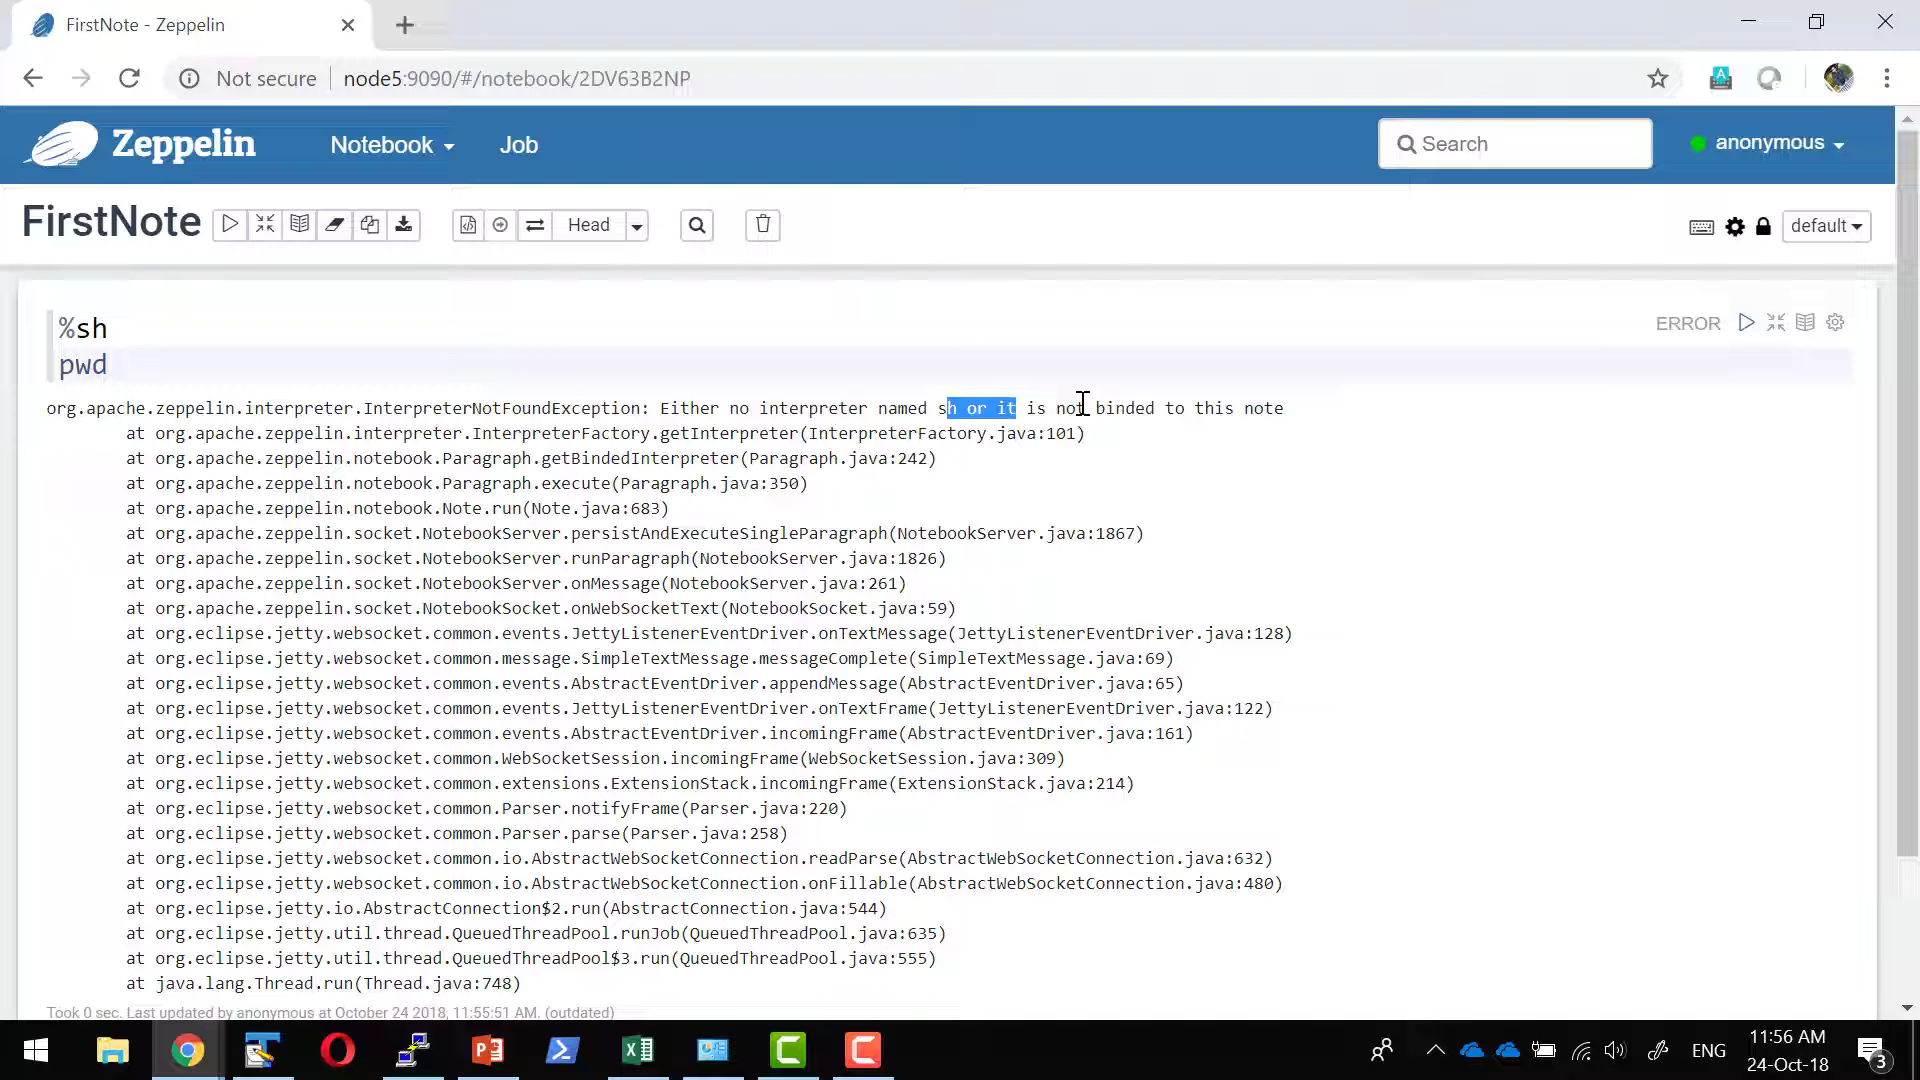 FirstNote - Zeppelin
Not secure node5:9090/#/notebook/2DV63B2NP
Zeppelin Notebook Job Search anonymous
FirstNote Head default
%sh
ERROR
pwd
org.apache.zeppelin.interpreter.InterpreterNotFoundException: Either no interpreter named sh or it is not binded to this note
at org.apache.zeppelin.interpreter.InterpreterFactory.getInterpreter(InterpreterFactory.java:101)
at org.apache.zeppelin.notebook.Paragraph.getBindedInterpreter(Paragraph.java:242)
at org.apache.zeppelin.notebook.Paragraph.execute(Paragraph.java:350)
at org.apache.zeppelin.notebook.Note.run(Note.java:683)
at org.apache.zeppelin.socket.NotebookServer.persistAndExecuteSingleParagraph(NotebookServer.java:1867)
at org.apache.zeppelin.socket.NotebookServer.runParagraph(NotebookServer.java:1826)
at org.apache.zeppelin.socket.NotebookServer.onMessage(NotebookServer.java:261)
at org.apache.zeppelin.socket.NotebookSocket.onWebSocketText(NotebookSocket.java:59)
at org.eclipse.jetty.websocket.common.events.JettyListenerEventDriver.onTextMessage(JettyListenerEventDriver.java:128)
at org.eclipse.jetty.websocket.common.message.SimpleTextMessage.messageComplete(SimpleTextMessage.java:69)
at org.eclipse.jetty.websocket.common.events.AbstractEventDriver.appendMessage(AbstractEventDriver.java:65)
at org.eclipse.jetty.websocket.common.events.JettyListenerEventDriver.onTextFrame(JettyListenerEventDriver.java:122)
at org.eclipse.jetty.websocket.common.events.AbstractEventDriver.incomingFrame(AbstractEventDriver.java:161)
at org.eclipse.jetty.websocket.common.WebSocketSession.incomingFrame(WebSocketSession.java:309)
at org.eclipse.jetty.websocket.common.extensions.ExtensionStack.incomingFrame(ExtensionStack.java:214)
at org.eclipse.jetty.websocket.common.Parser.notifyFrame(Parser.java:220)
at org.eclipse.jetty.websocket.common.Parser.parse(Parser.java:258)
at org.eclipse.jetty.websocket.common.io.AbstractWebSocketConnection.readParse(AbstractWebSocketConnection.java:632)
at org.eclipse.jetty.websocket.common.io.AbstractWebSocketConnection.onFillable(AbstractWebSocketConnection.java:480)
at org.eclipse.jetty.io.AbstractConnection$2.run(AbstractConnection.java:544)
at org.eclipse.jetty.util.thread.QueuedThreadPool.runJob(QueuedThreadPool.java:635)
at org.eclipse.jetty.util.thread.QueuedThreadPool$3.run(QueuedThreadPool.java:555)
at java.lang.Thread.run(Thread.java:748)
Took 0 sec. Last updated by anonymous at October 24 2018, 11:55:51 AM. (outdated)
ENG
11:56 AM
24-Oct-18
3